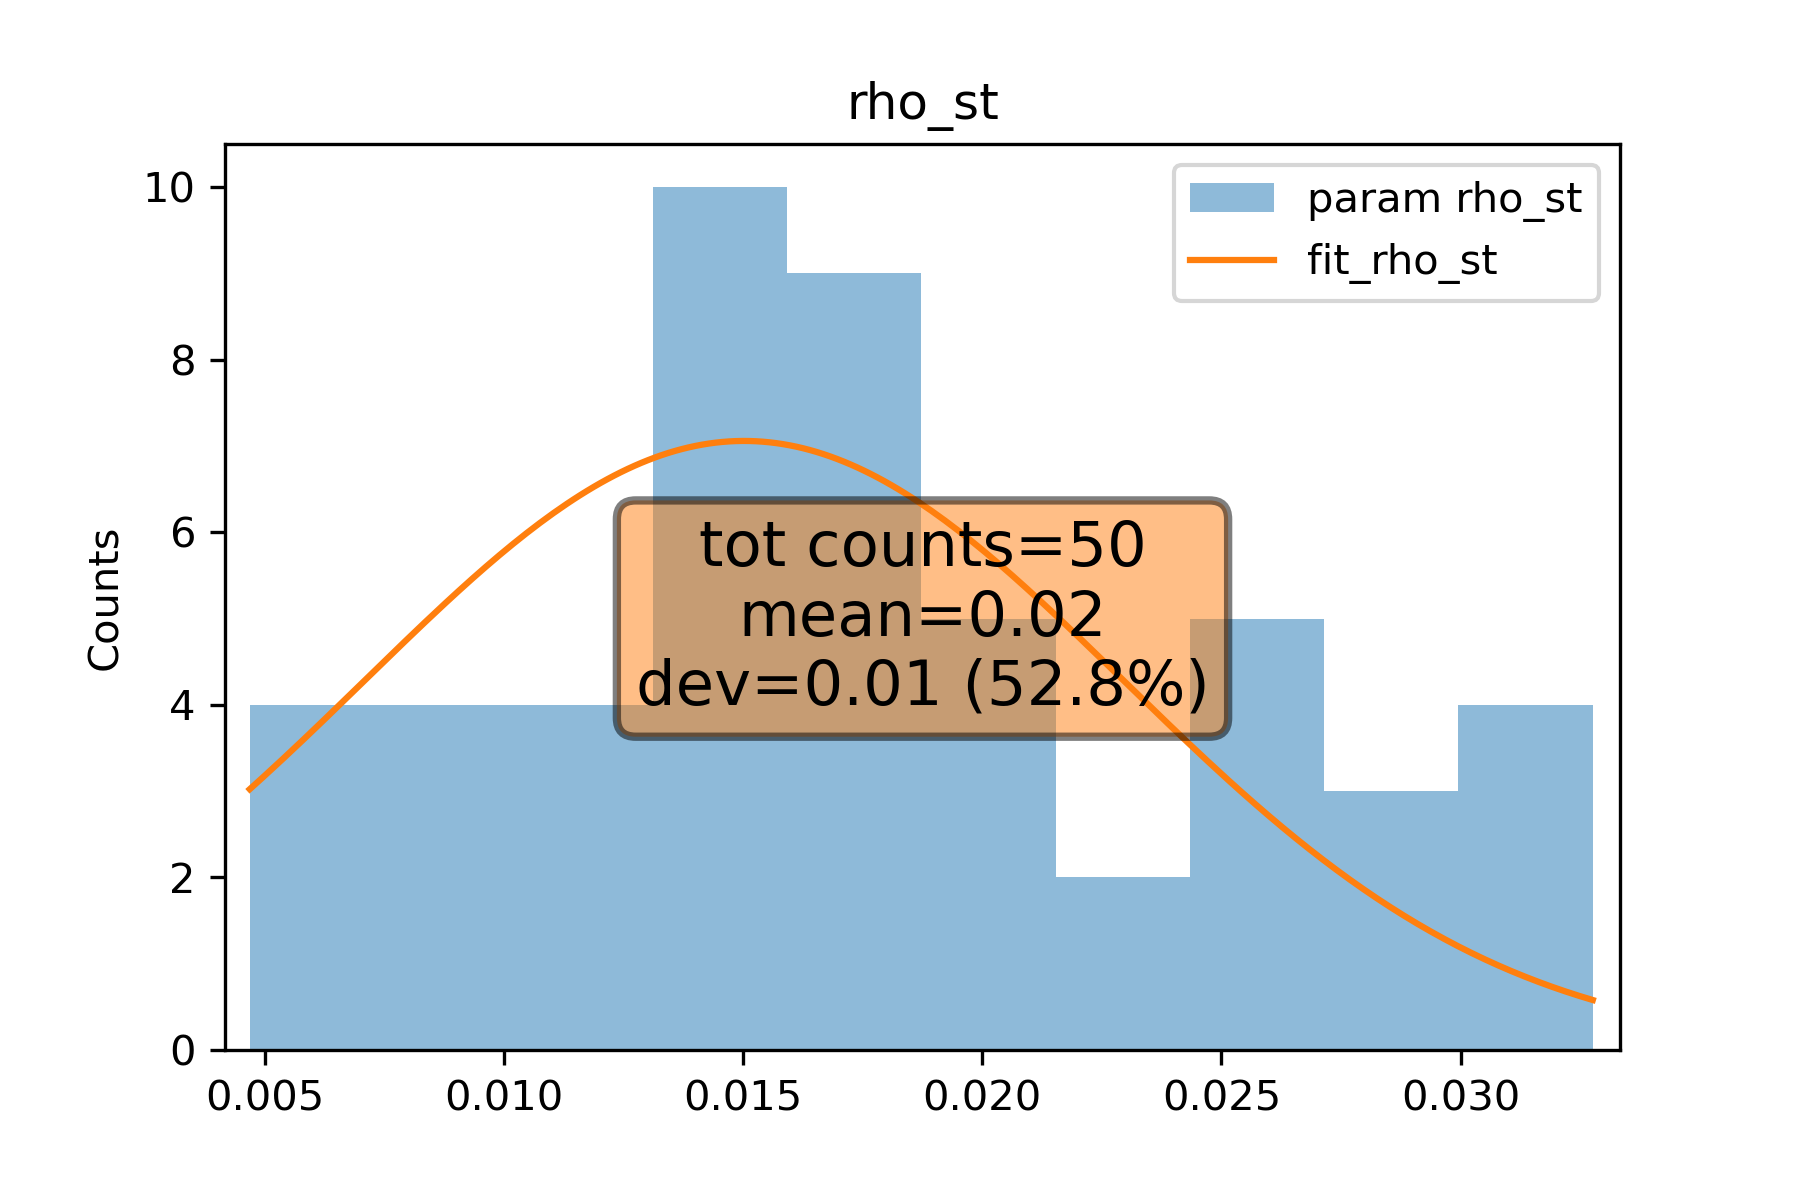 rho_st
10
8
6
4
2
0
Counts
param rho_st
fit_rho_st
tot counts=50
mean=0.02
dev=0.01 (52.8%)
0.005 0.010 0.015 0.020 0.025 0.030